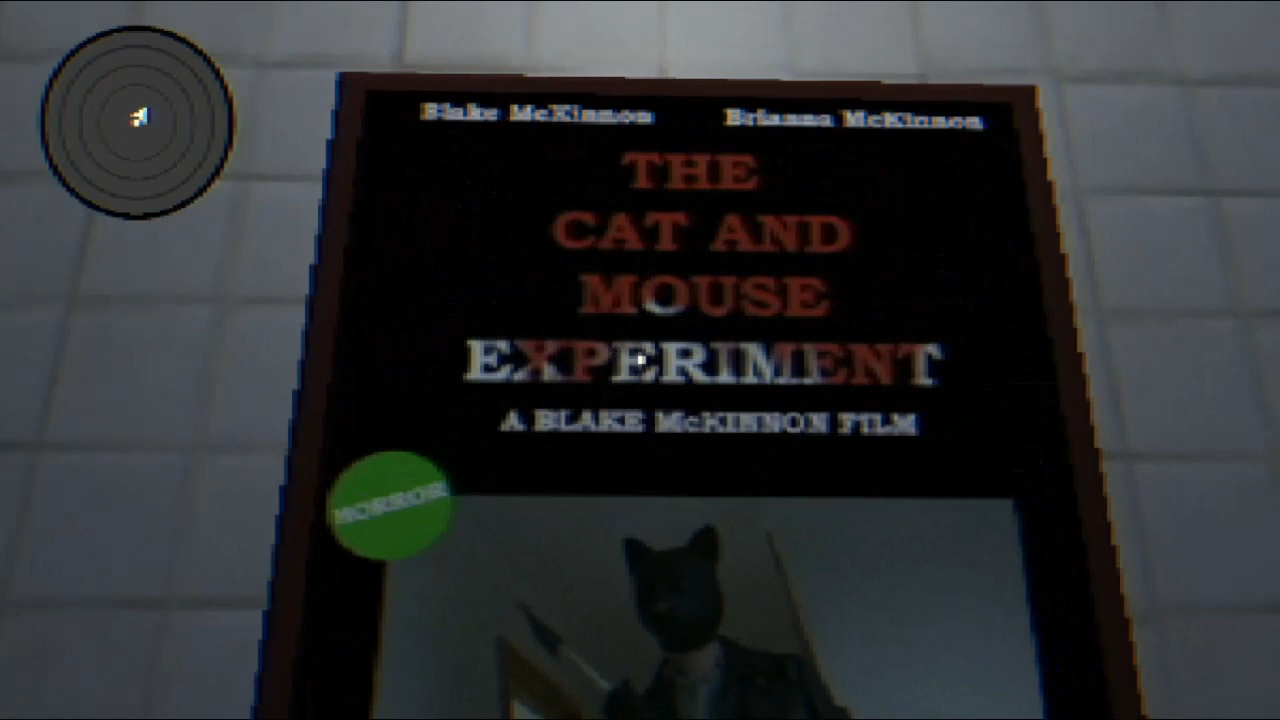 Blake McKinnon Brianna McKinnon
THE
CAT AND
MOUSE
EXPERIMENT
A BLAKE McKINNON FILM
HORROR